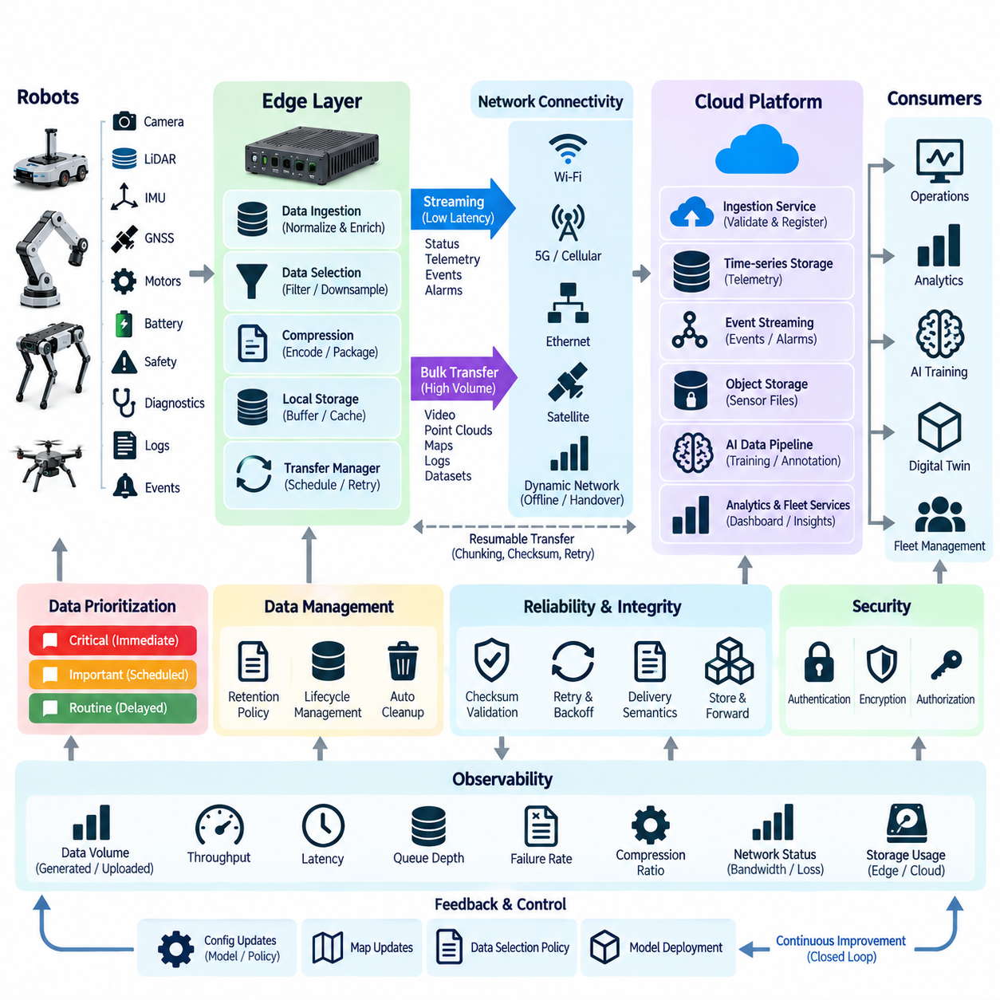 Robots
Camera
LiDAR
IMU
GNSS
Motors
Battery
Safety
Diagnostics
Logs
Events
Edge Layer
Data Ingestion
(Normalize & Enrich)
Data Selection
(Filter / Downsample)
Compression
(Encode / Package)
Local Storage
(Buffer / Cache)
Transfer Manager
(Schedule / Retry)
Streaming
(Low Latency)
Status
Telemetry
Events
Alarms
Bulk Transfer
(High Volume)
Video
Point Clouds
Maps
Logs
Datasets
Network Connectivity
Wi-Fi
5G / Cellular
Ethernet
Satellite
Dynamic Network
(Offline / Handover)
Resumable Transfer
(Chunking, Checksum, Retry)
Cloud Platform
Ingestion Service
(Validate & Register)
Time-series Storage
(Telemetry)
Event Streaming
(Events / Alarms)
Object Storage
(Sensor Files)
AI Data Pipeline
(Training / Annotation)
Analytics & Fleet Services
(Dashboard / Insights)
Consumers
Operations
Analytics
AI Training
Digital Twin
Fleet Management
Data Prioritization
Critical (Immediate)
Important (Scheduled)
Routine (Delayed)
Data Management
Retention
Policy
Lifecycle
Management
Auto
Cleanup
Reliability & Integrity
Checksum
Validation
Retry &
Backoff
Delivery
Semantics
Store &
Forward
Security
Authentication
Encryption
Authorization
Observability
Data Volume
(Generated / Uploaded)
Throughput
Latency
Queue Depth
Failure Rate
Compression
Ratio
Network Status
(Bandwidth / Loss)
Storage Usage
(Edge / Cloud)
Feedback & Control
Config Updates
(Model / Policy)
Map Updates
Data Selection Policy
Model Deployment
Continuous Improvement
(Closed Loop)